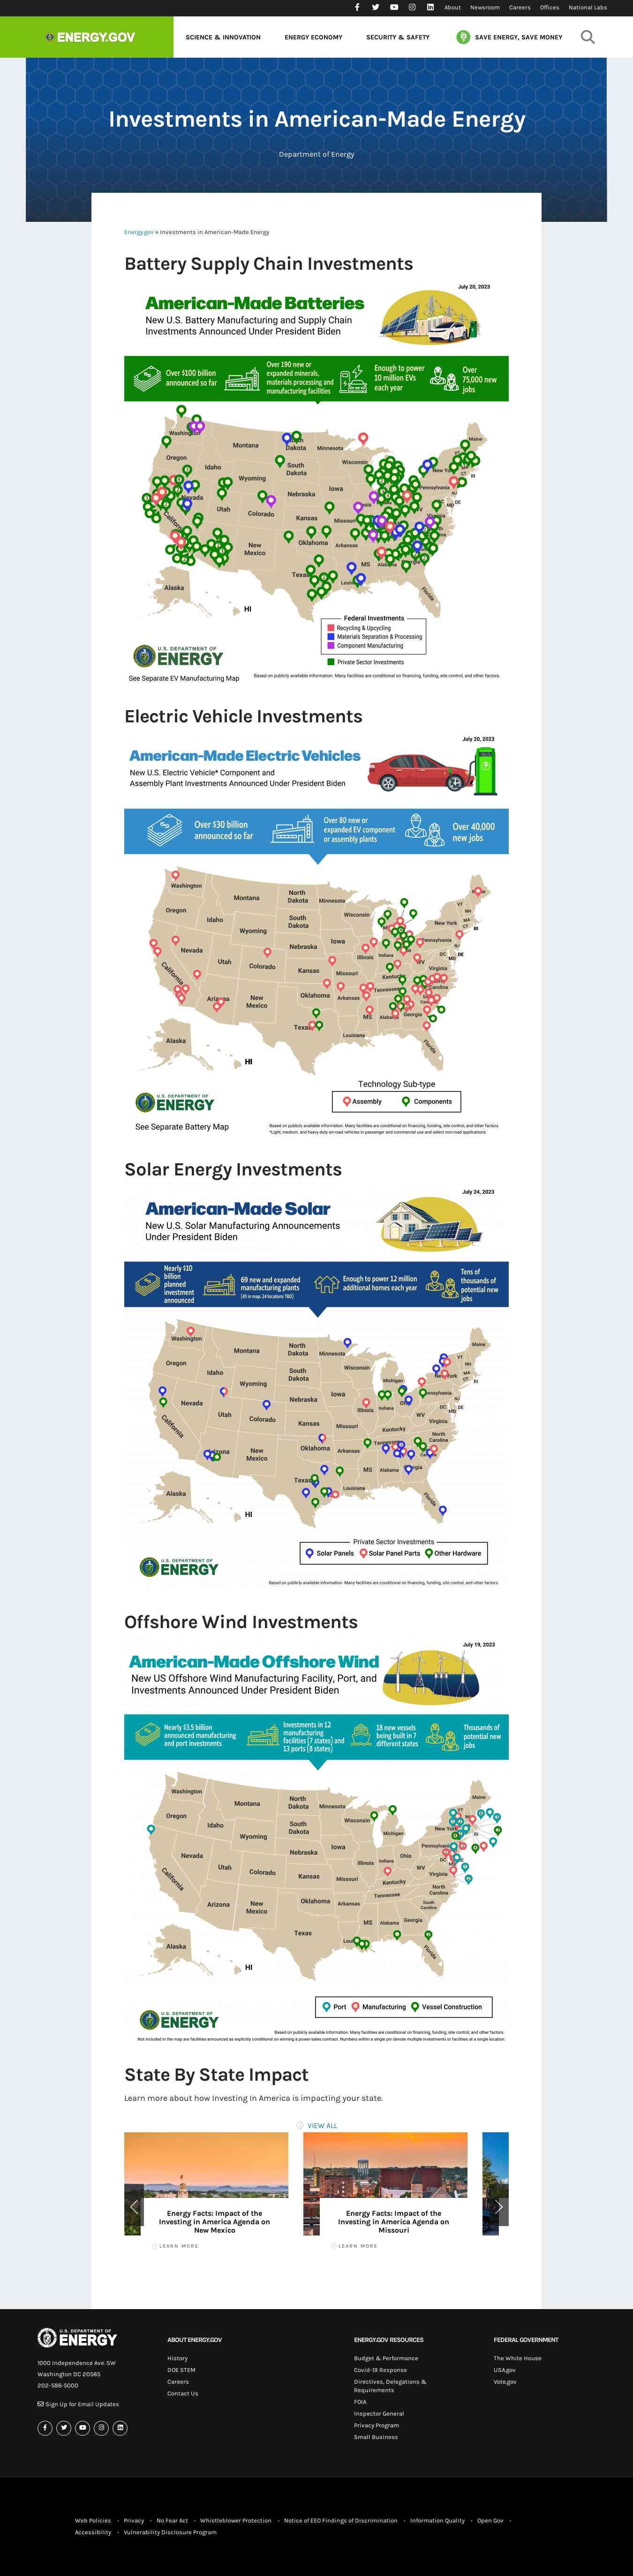 About Newsroom Careers Offices National Labs
ENERGY.GOV
SCIENCE & INNOVATION ENERGY ECONOMY SECURITY & SAFETY SAVE ENERGY, SAVE MONEY
Investments in American-Made Energy
Department of Energy
Energy.gov » Investments in American-Made Energy
Battery Supply Chain Investments
July 20, 2023
American-Made Batteries
New U.S. Battery Manufacturing and Supply Chain
Investments Announced Under President Biden
Over $100 billion
announced so far
Over 190 new or
expanded minerals,
materials processing and
manufacturing facilities
Enough to power
10 million EVs
each year
Over
75,000 new
jobs
Maine
Montana
Minnesota
Oregon
Wisconsin
Idaho
South
Dakota
Wyoming
Pennsylvania
Iowa
Nebraska
Utah
Colorado
Kansas
Oklahoma
Arkansas
New
Mexico
MS
Alaska
HI
Florida
Federal Investments
Recycling & Upcycling
Materials Separation & Processing
Component Manufacturing
Private Sector Investments
U.S. DEPARTMENT OF
ENERGY
See Separate EV Manufacturing Map
Based on publicly available information. Many facilities are conditional on financing, funding, site control, and other factors.
Electric Vehicle Investments
July 20, 2023
American-Made Electric Vehicles
New U.S. Electric Vehicle* Component and
Assembly Plant Investments Announced Under President Biden
Over $30 billion
announced so far
Over 80 new or
expanded EV component
or assembly plants
Over 40,000
new jobs
Washington
Montana
North
Dakota
Minnesota
VT
NH
Oregon
Idaho
South
Dakota
Wisconsin
New York
MA
CT
RI
Wyoming
Nevada
Nebraska
Iowa
Illinois
Indiana
NJ
DC
MD
DE
Utah
Colorado
Kansas
Missouri
Virginia
California
Oklahoma
Arkansas
New
Mexico
MS
Georgia
Louisiana
Alaska
HI
Florida
Technology Sub-type
Assembly Components
U.S. DEPARTMENT OF
ENERGY
See Separate Battery Map
Based on publicly available information. Many facilities are conditional on financing, funding, site control, and other factors.
*Light, medium, and heavy duty on-road vehicles in passenger and commercial use and select non-road applications.
Solar Energy Investments
July 24, 2023
American-Made Solar
New U.S. Solar Manufacturing Announcements
Under President Biden
Nearly $10
billion
planned
investment
announced
69 new and expanded
manufacturing plants
(45 in map, 24 locations TBD)
Enough to power 12 million
additional homes each year
Tens of
thousands of
potential new
jobs
Washington
Montana
North
Dakota
Minnesota
Maine
VT
NH
Oregon
Idaho
South
Dakota
Wisconsin
Michigan
MA
CT
RI
Wyoming
Nevada
Nebraska
Iowa
Illinois
Indiana
NJ
DC
MD
DE
Utah
Colorado
Kansas
Missouri
WV
Virginia
Kentucky
North
Carolina
California
Oklahoma
Arkansas
New
Mexico
MS
Alabama
Louisiana
Alaska
HI
Florida
Private Sector Investments
Solar Panels Solar Panel Parts Other Hardware
U.S. DEPARTMENT OF
ENERGY
Based on publicly available information. Many facilities are conditional on financing, funding, site control, and other factors.
Offshore Wind Investments
July 19, 2023
American-Made Offshore Wind
New US Offshore Wind Manufacturing Facility, Port, and
Investments Announced Under President Biden
Nearly $3.5 billion
announced manufacturing
and port investments
Investments in 12
manufacturing
facilities (7 states) and
13 ports (8 states)
18 new vessels
being built in 7
different states
Thousands of
potential new
jobs
Washington
Montana
North
Dakota
Minnesota
Maine
Oregon
Idaho
South
Dakota
Wisconsin
Michigan
Wyoming
Nevada
Nebraska
Iowa
Illinois
Indiana
Ohio
Utah
Colorado
Kansas
Missouri
WV
Virginia
Kentucky
California
Arizona
New
Mexico
Oklahoma
Arkansas
Tennessee
North
Carolina
South
Carolina
Texas
MS
Alabama
Georgia
Alaska
HI
Florida
Port Manufacturing Vessel Construction
U.S. DEPARTMENT OF
ENERGY
Based on publicly available information. Many facilities are conditional on financing, funding, site control, and other factors.
Not included in the map are facilities announced as explicitly conditional on winning a power-sales contract. Numbers within a single pin denote multiple investments or facilities at a single location.
State By State Impact
Learn more about how Investing In America is impacting your state.
VIEW ALL
Energy Facts: Impact of the
Investing in America Agenda on
New Mexico
LEARN MORE
Energy Facts: Impact of the
Investing in America Agenda on
Missouri
LEARN MORE
U.S. DEPARTMENT OF
ENERGY
1000 Independence Ave. SW
Washington DC 20585
202-586-5000
Sign Up for Email Updates
ABOUT ENERGY.GOV
History
DOE STEM
Careers
Contact Us
ENERGY.GOV RESOURCES
Budget & Performance
Covid-19 Response
Directives, Delegations &
Requirements
FOIA
Inspector General
Privacy Program
Small Business
FEDERAL GOVERNMENT
The White House
USA.gov
Vote.gov
Web Policies • Privacy • No Fear Act • Whistleblower Protection • Notice of EEO Findings of Discrimination • Information Quality • Open Gov •
Accessibility • Vulnerability Disclosure Program